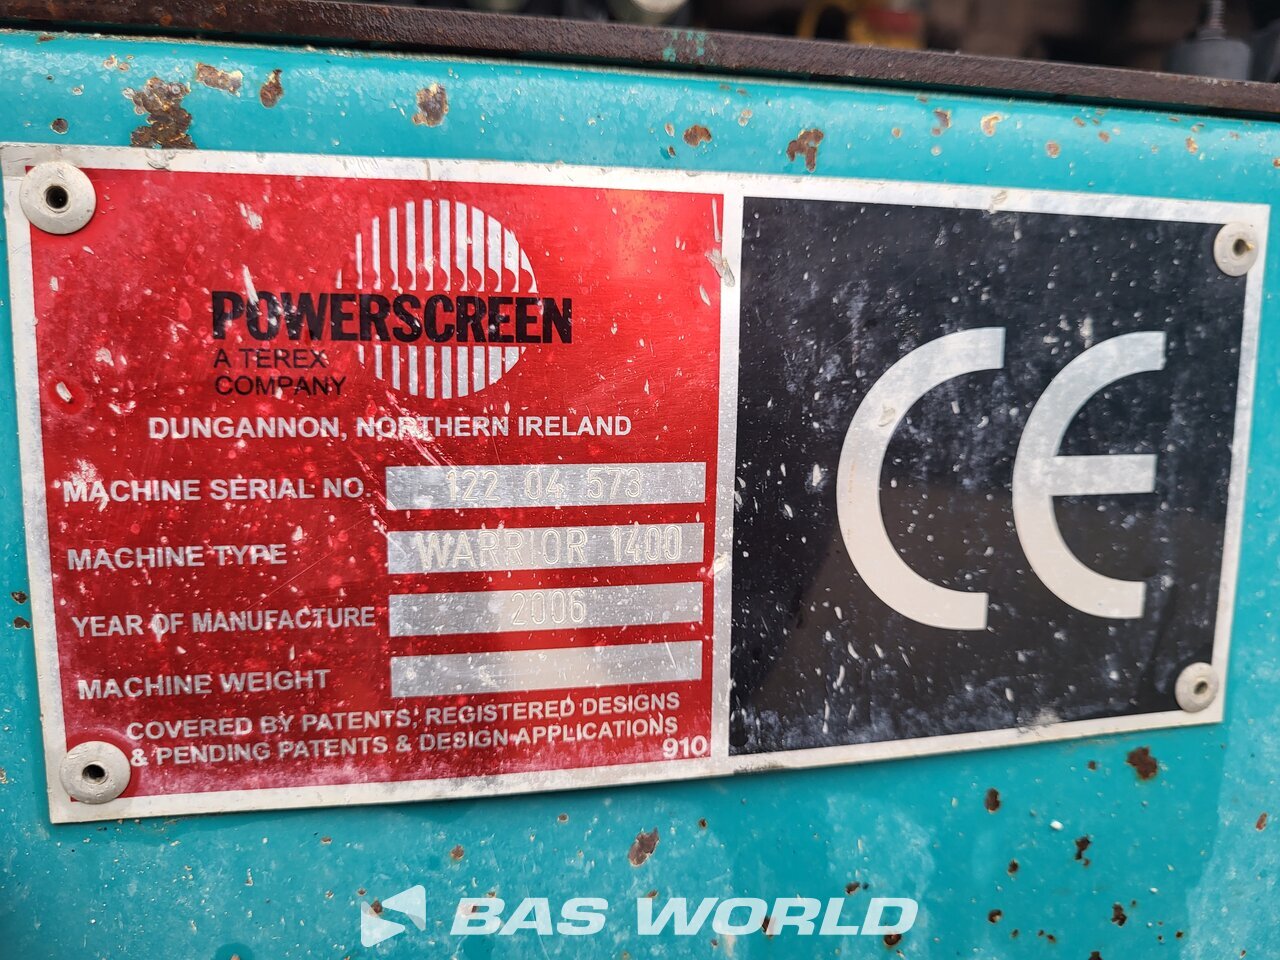 POWERSCREEN
A TEREX
COMPANY
DUNGANNON, NORTHERN IRELAND
MACHINE SERIAL NO. 122 04 573
MACHINE TYPE WARRIOR 1400
YEAR OF MANUFACTURE 2006
MACHINE WEIGHT
COVERED BY PATENTS, REGISTERED DESIGNS
& PENDING PATENTS & DESIGN APPLICATIONS
910
CE
BAS WORLD